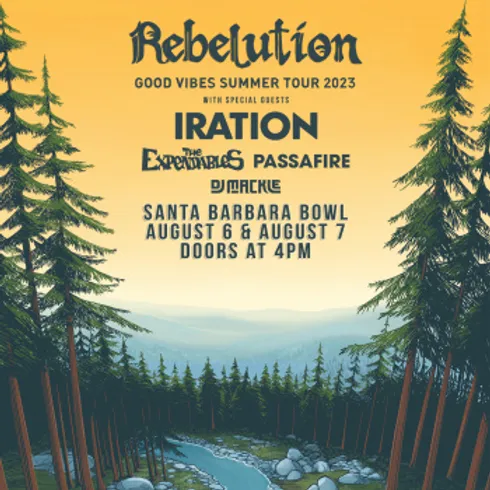 Rebelution
GOOD VIBES SUMMER TOUR 2023
WITH SPECIAL GUESTS
IRATION
THE EXPENDABLES PASSAFIRE
DJ MACKLE
SANTA BARBARA BOWL
AUGUST 6 & AUGUST 7
DOORS AT 4PM